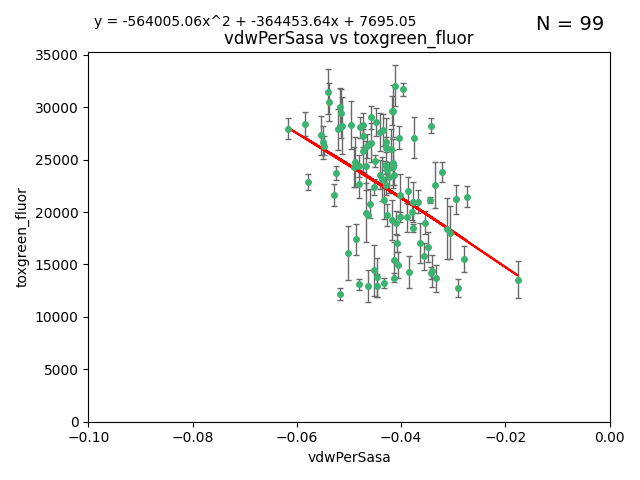 y = -564005.06x^2 + -364453.64x + 7695.05
N = 99
vdwPerSasa vs toxgreen_fluor
35000
30000
25000
20000
15000
10000
5000
0
toxgreen_fluor
−0.10
−0.08
−0.06
−0.04
−0.02
0.00
vdwPerSasa